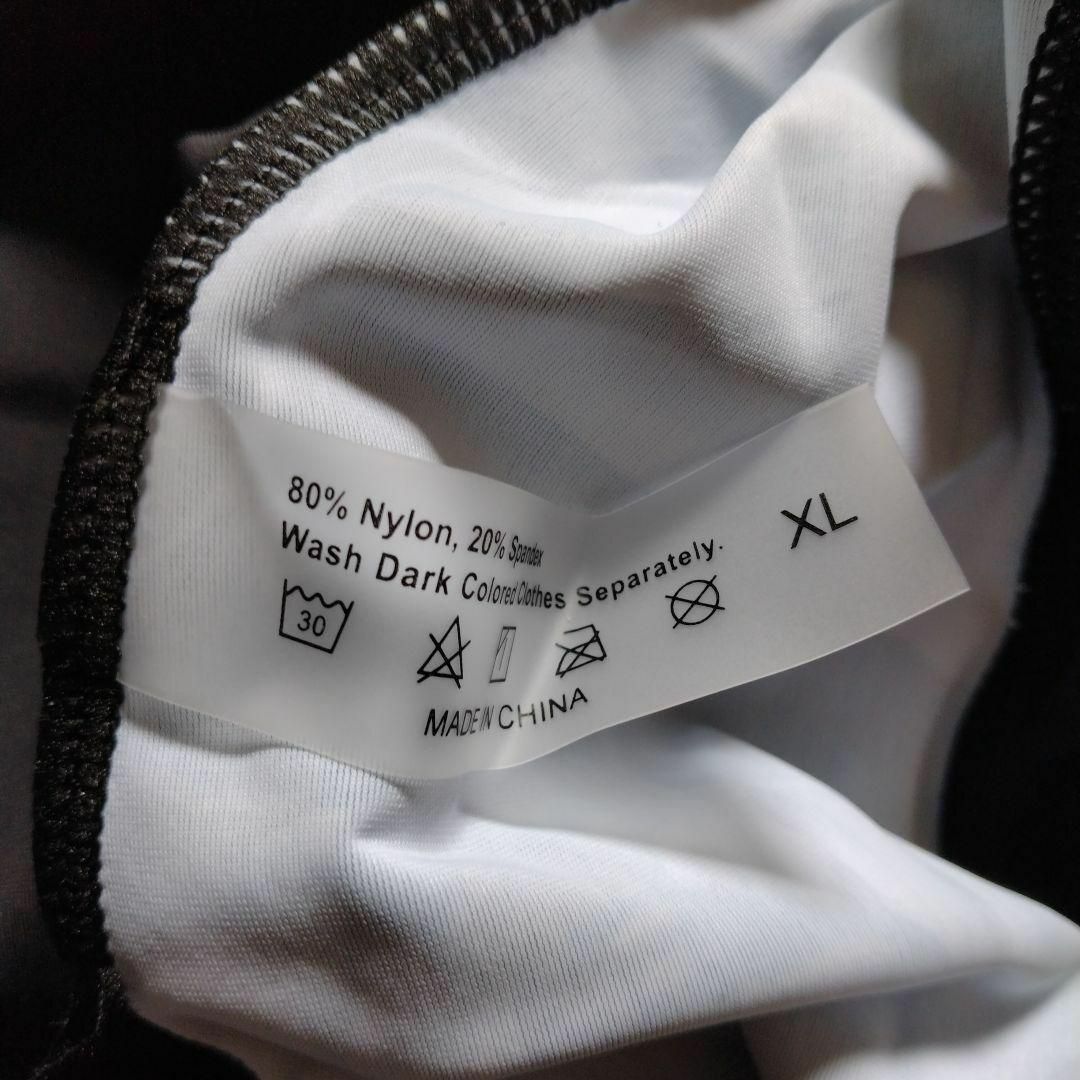 80% Nylon, 20% Spandex
Wash Dark Colored Clothes Separately.
30
MADE IN CHINA
XL